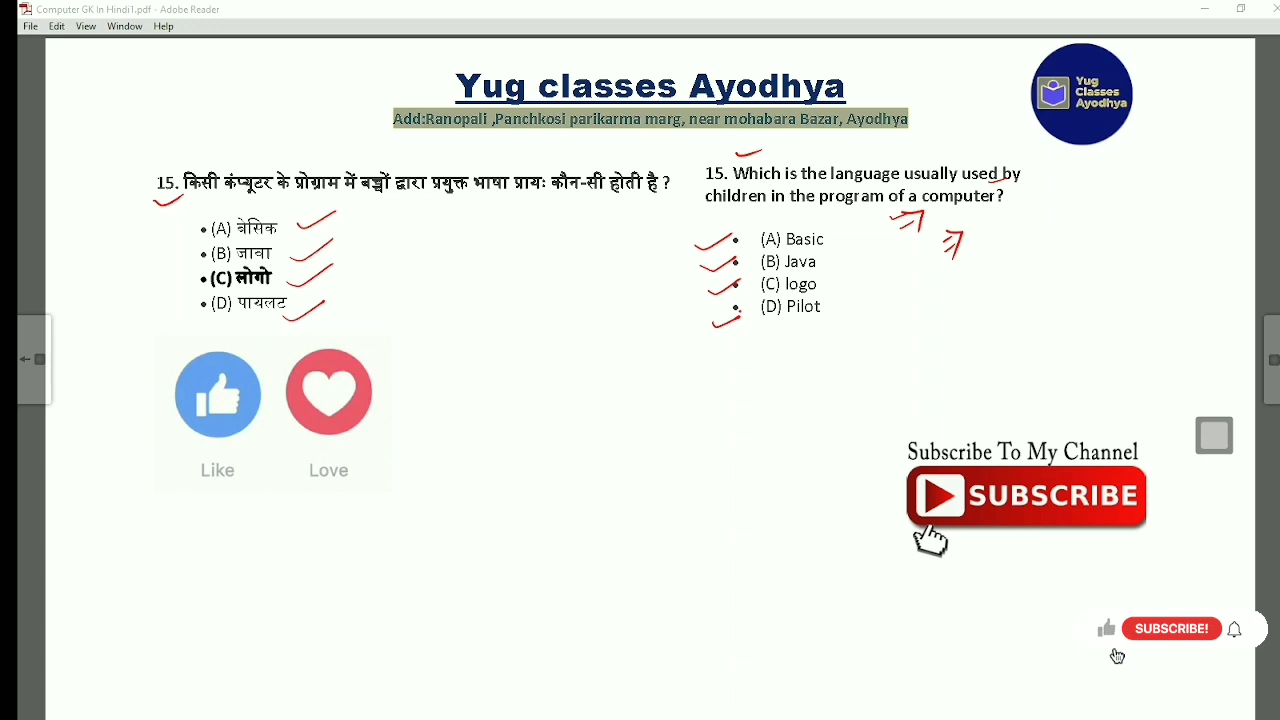 Computer GK in Hindi1.pdf - Adobe Reader
File Edit View Window Help
Yug classes Ayodhya
Add:Ranopali ,Panchkosi parikarma marg, near mohabara Bazar, Ayodhya
Yug
Classes
Ayodhya
15. किसी कंप्यूटर के प्रोग्राम में बच्चों द्वारा प्रयुक्त भाषा प्रायः कौन-सी होती है ?
• (A) बेसिक
• (B) जावा
• (C) लोगो
• (D) पायलट
15. Which is the language usually used by
children in the program of a computer?
• (A) Basic
• (B) Java
• (C) logo
• (D) Pilot
Like Love
Subscribe To My Channel
SUBSCRIBE
SUBSCRIBE!